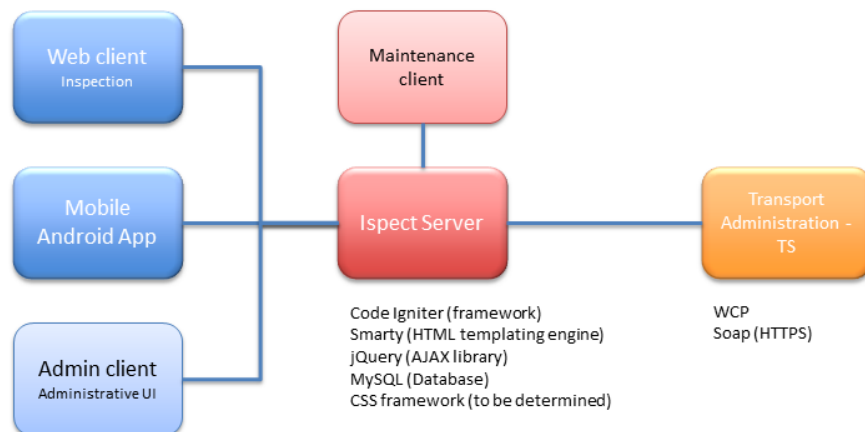 Web client
Inspection
Maintenance
client
Mobile
Android App
Ispect Server
Transport
Administration -
TS
Admin client
Administrative UI
Code Igniter (framework)
Smarty (HTML templating engine)
jQuery (AJAX library)
MySQL (Database)
CSS framework (to be determined)
WCP
Soap (HTTPS)